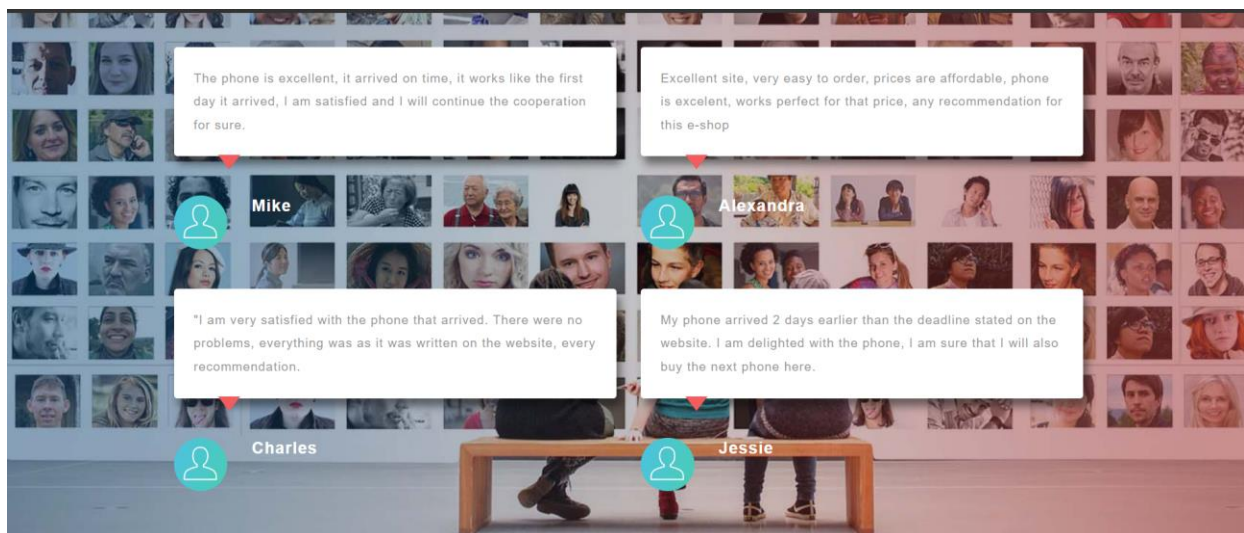 The phone is excellent, it arrived on time, it works like the first
day it arrived, I am satisfied and I will continue the cooperation
for sure.
Mike
Excellent site, very easy to order, prices are affordable, phone
is excelent, works perfect for that price, any recommendation for
this e-shop
Alexandra
"I am very satisfied with the phone that arrived. There were no
problems, everything was as it was written on the website, every
recommendation.
Charles
My phone arrived 2 days earlier than the deadline stated on the
website. I am delighted with the phone, I am sure that I will also
buy the next phone here.
Jessie